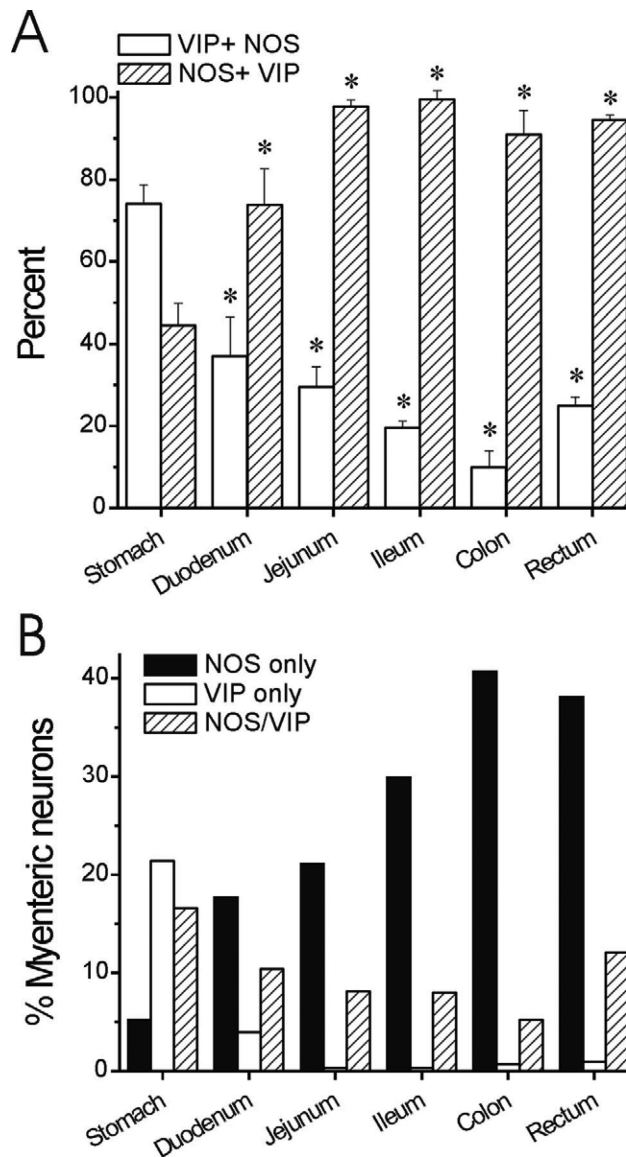 A
VIP+ NOS
NOS+ VIP
Percent
100
80
60
40
20
0
* * * * * * * * * *
Stomach
Duodenum
Jejunum
Ileum
Colon
Rectum
B
NOS only
VIP only
NOS/VIP
% Myenteric neurons
40
30
20
10
0
Stomach
Duodenum
Jejunum
Ileum
Colon
Rectum